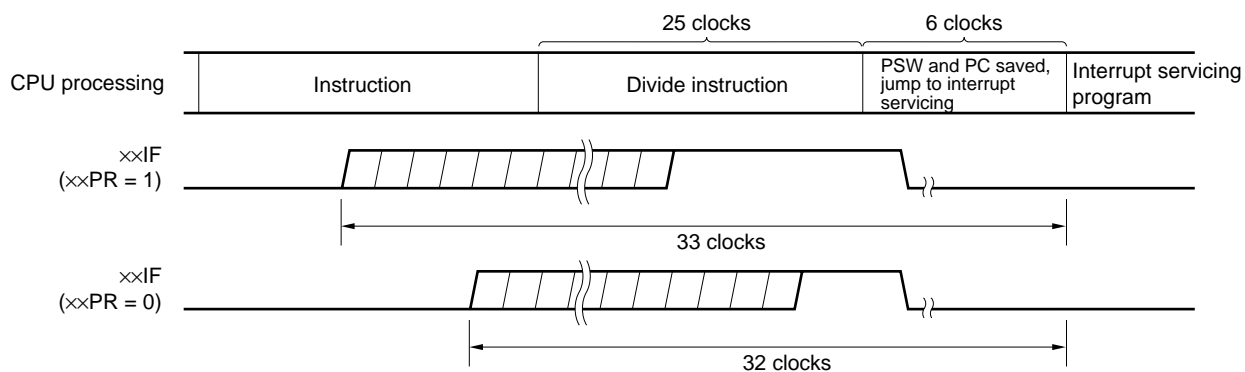 25 clocks
6 clocks
CPU processing
Instruction
Divide instruction
PSW and PC saved,
jump to interrupt
servicing
Interrupt servicing
program
××IF
(××PR = 1)
33 clocks
××IF
(××PR = 0)
32 clocks